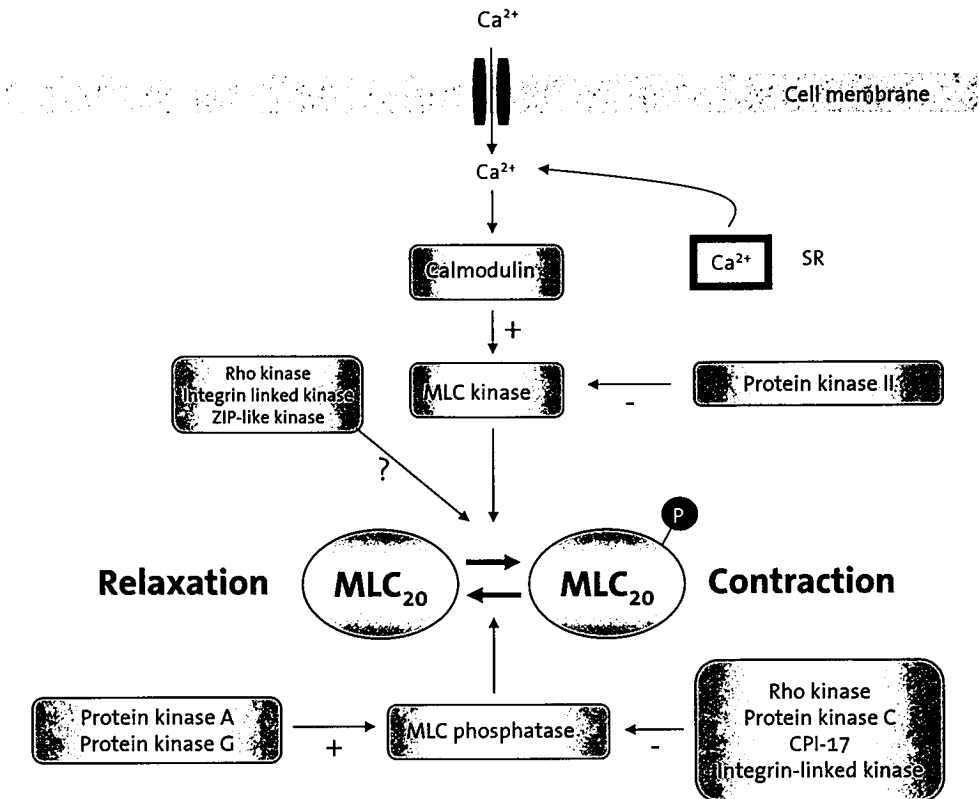 Ca²⁺
Cell membrane
Ca²⁺
Calmodulin
Ca²⁺
SR
+
Rho kinase
Integrin linked kinase
ZIP-like kinase
MLC kinase
-
Protein kinase II
?
P
Relaxation
MLC₂₀
MLC₂₀
Contraction
Protein kinase A
Protein kinase G
+
MLC phosphatase
-
Rho kinase
Protein kinase C
CPI-17
Integrin-linked kinase